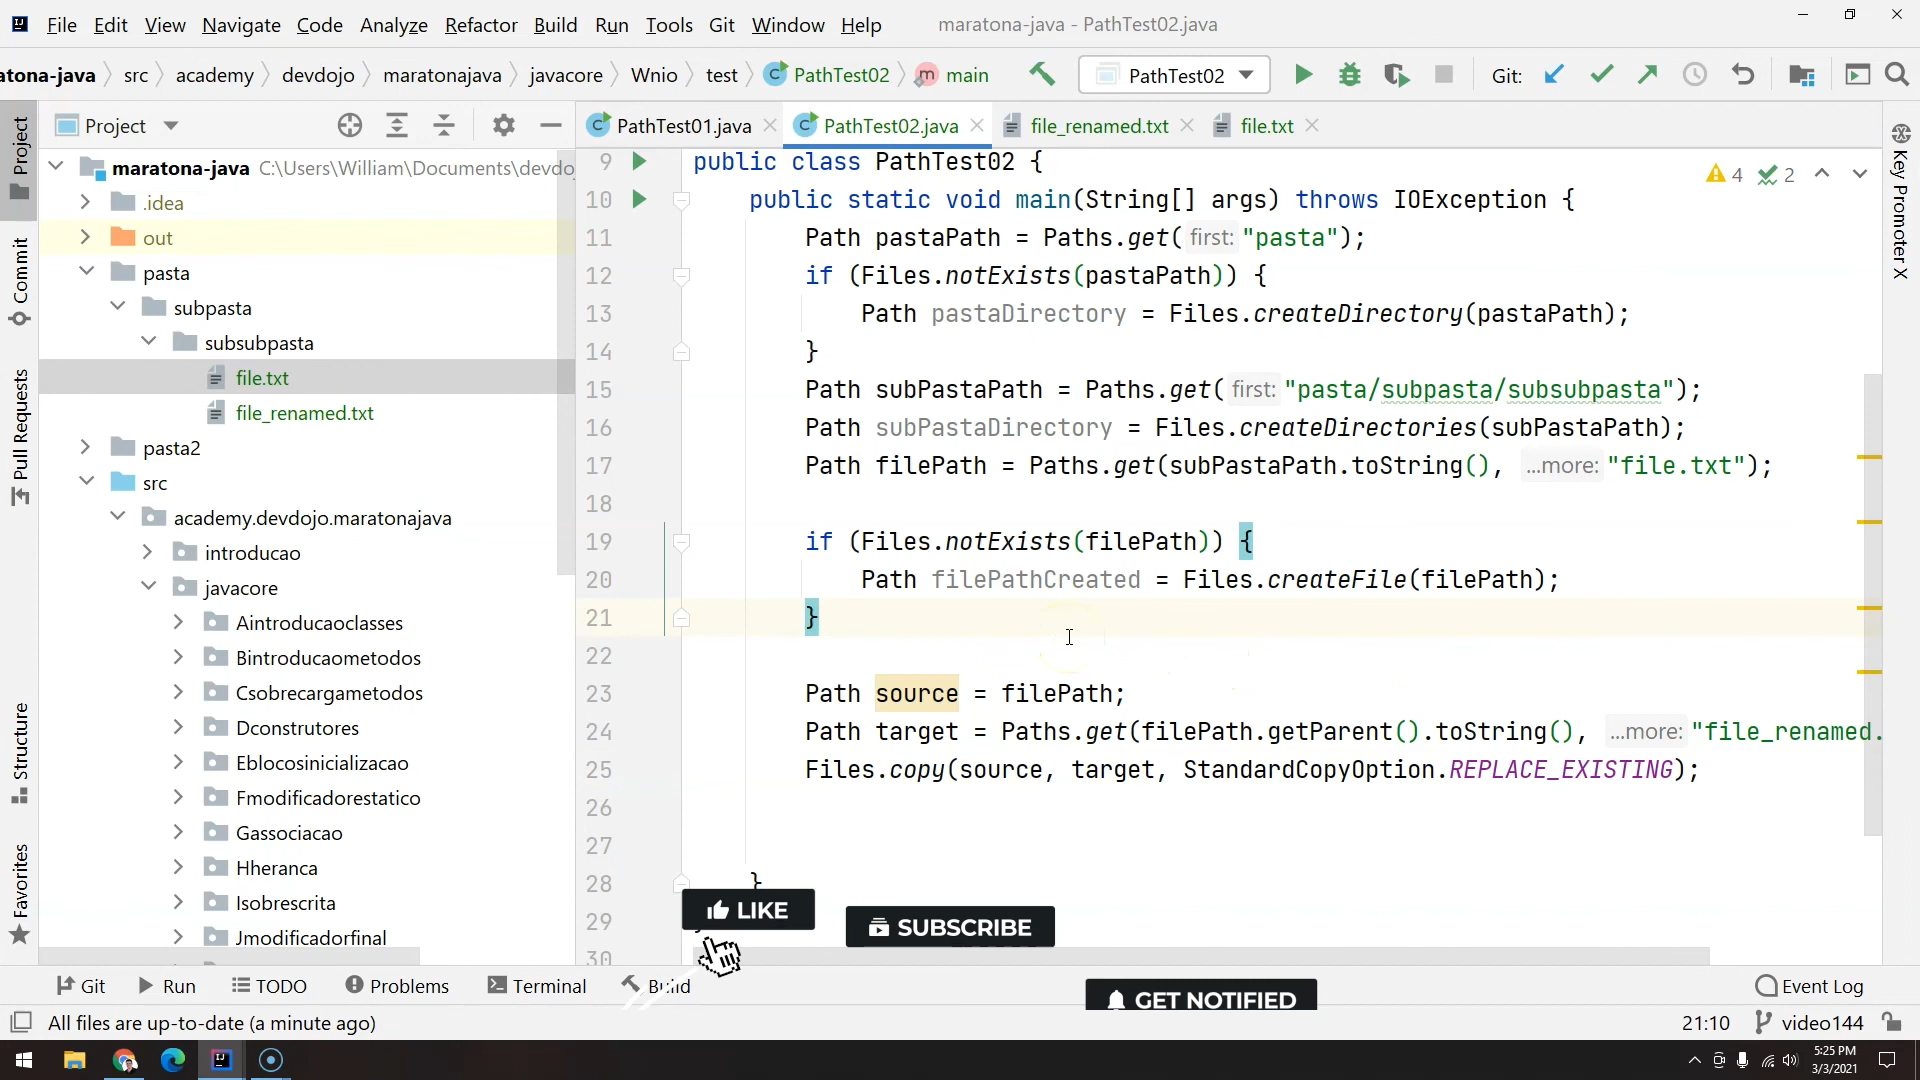 File Edit View Navigate Code Analyze Refactor Build Run Tools Git Window Help maratona-java - PathTest02.java
atona-java src academy devdojo maratonajava javacore Wnio test PathTest02 main PathTest02 Git:
Project PathTest01.java PathTest02.java file_renamed.txt file.txt
Project
Commit
Pull Requests
Structure
Favorites
maratona-java C:\Users\William\Documents\devdo
.idea
out
pasta
subpasta
subsubpasta
file.txt
file_renamed.txt
pasta2
src
academy.devdojo.maratonajava
introducao
javacore
Aintroducaoclasses
Bintroducaometodos
Csobrecargametodos
Dconstrutores
Eblocosinicializacao
Fmodificadorestatico
Gassociacao
Hheranca
Isobrescrita
Jmodificadorfinal
4 2
9 public class PathTest02 {
10 public static void main(String[] args) throws IOException {
11 Path pastaPath = Paths.get( first: "pasta");
12 if (Files.notExists(pastaPath)) {
13 Path pastaDirectory = Files.createDirectory(pastaPath);
14 }
15 Path subPastaPath = Paths.get( first: "pasta/subpasta/subsubpasta");
16 Path subPastaDirectory = Files.createDirectories(subPastaPath);
17 Path filePath = Paths.get(subPastaPath.toString(), ...more: "file.txt");
18
19 if (Files.notExists(filePath)) {
20 Path filePathCreated = Files.createFile(filePath);
21 }
22
23 Path source = filePath;
24 Path target = Paths.get(filePath.getParent().toString(), ...more: "file_renamed.
25 Files.copy(source, target, StandardCopyOption.REPLACE_EXISTING);
26
27
28 }
29
30
Key Promoter X
LIKE
SUBSCRIBE
GET NOTIFIED
Git Run TODO Problems Terminal Build Event Log
All files are up-to-date (a minute ago) 21:10 video144
5:25 PM
3/3/2021